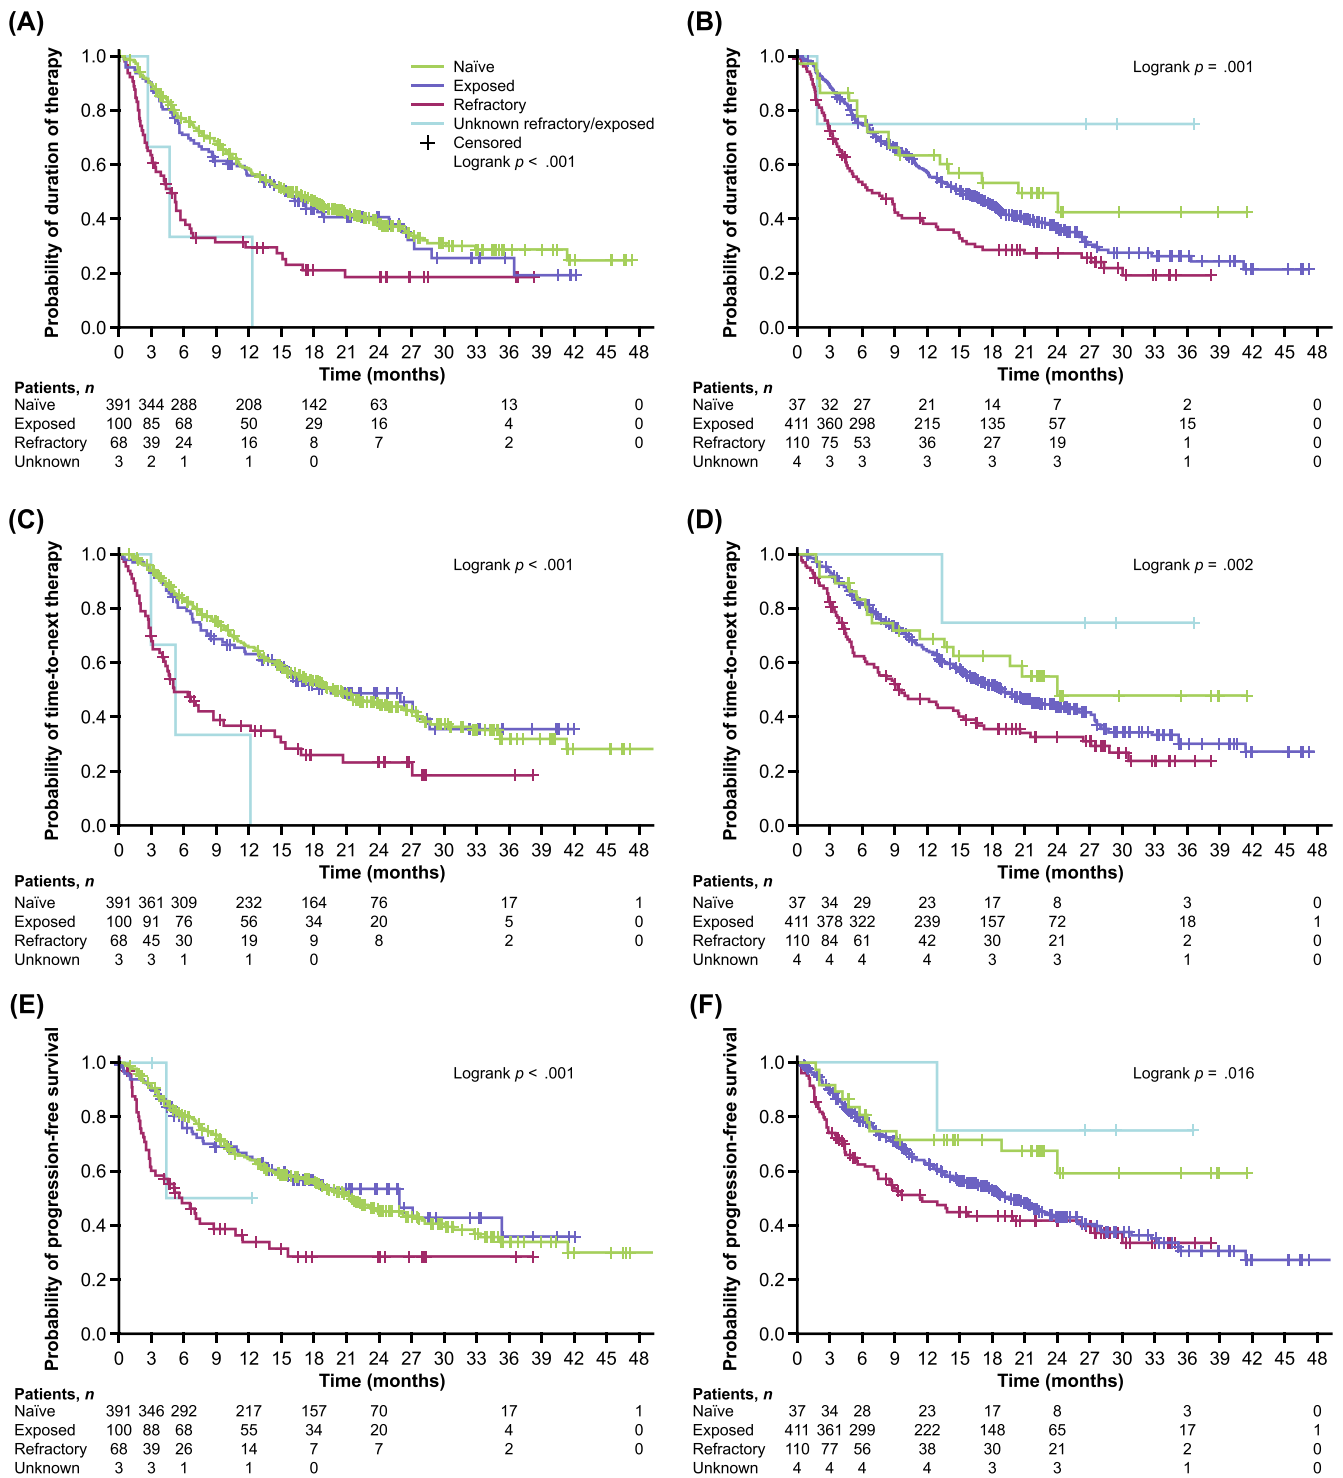 (A)
Probability of duration of therapy
1.0
0.8
0.6
0.4
0.2
0.0
Naïve
Exposed
Refractory
Unknown refractory/exposed
Censored
Logrank p < .001
0 3 6 9 12 15 18 21 24 27 30 33 36 39 42 45 48
Time (months)
Patients, n
Naïve 391 344 288 208 142 63 13 0
Exposed 100 85 68 50 29 16 4 0
Refractory 68 39 24 16 8 7 2 0
Unknown 3 2 1 1 0
(B)
Probability of duration of therapy
1.0
0.8
0.6
0.4
0.2
0.0
Logrank p = .001
0 3 6 9 12 15 18 21 24 27 30 33 36 39 42 45 48
Time (months)
Patients, n
Naïve 37 32 27 21 14 7 2 0
Exposed 411 360 298 215 135 57 15 0
Refractory 110 75 53 36 27 19 1 0
Unknown 4 3 3 3 3 3 1 0
(C)
Probability of time-to-next therapy
1.0
0.8
0.6
0.4
0.2
0.0
Logrank p < .001
0 3 6 9 12 15 18 21 24 27 30 33 36 39 42 45 48
Time (months)
Patients, n
Naïve 391 361 309 232 164 76 17 1
Exposed 100 91 76 56 34 20 5 0
Refractory 68 45 30 19 9 8 2 0
Unknown 3 3 1 1 0
(D)
Probability of time-to-next therapy
1.0
0.8
0.6
0.4
0.2
0.0
Logrank p = .002
0 3 6 9 12 15 18 21 24 27 30 33 36 39 42 45 48
Time (months)
Patients, n
Naïve 37 34 29 23 17 8 3 0
Exposed 411 378 322 239 157 72 18 1
Refractory 110 84 61 42 30 21 2 0
Unknown 4 4 4 4 3 3 1 0
(E)
Probability of progression-free survival
1.0
0.8
0.6
0.4
0.2
0.0
Logrank p < .001
0 3 6 9 12 15 18 21 24 27 30 33 36 39 42 45 48
Time (months)
Patients, n
Naïve 391 346 292 217 157 70 17 1
Exposed 100 88 68 55 34 20 4 0
Refractory 68 39 26 14 7 7 2 0
Unknown 3 3 1 1 0
(F)
Probability of progression-free survival
1.0
0.8
0.6
0.4
0.2
0.0
Logrank p = .016
0 3 6 9 12 15 18 21 24 27 30 33 36 39 42 45 48
Time (months)
Patients, n
Naïve 37 34 28 23 17 8 3 0
Exposed 411 361 299 222 148 65 17 1
Refractory 110 77 56 38 30 21 2 0
Unknown 4 4 4 4 3 3 1 0